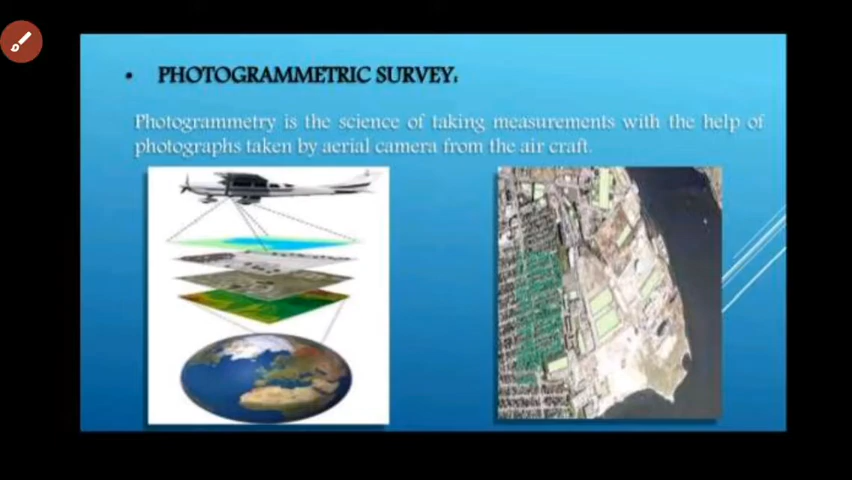 • PHOTOGRAMMETRIC SURVEY:
Photogrammetry is the science of taking measurements with the help of
photographs taken by aerial camera from the air craft.